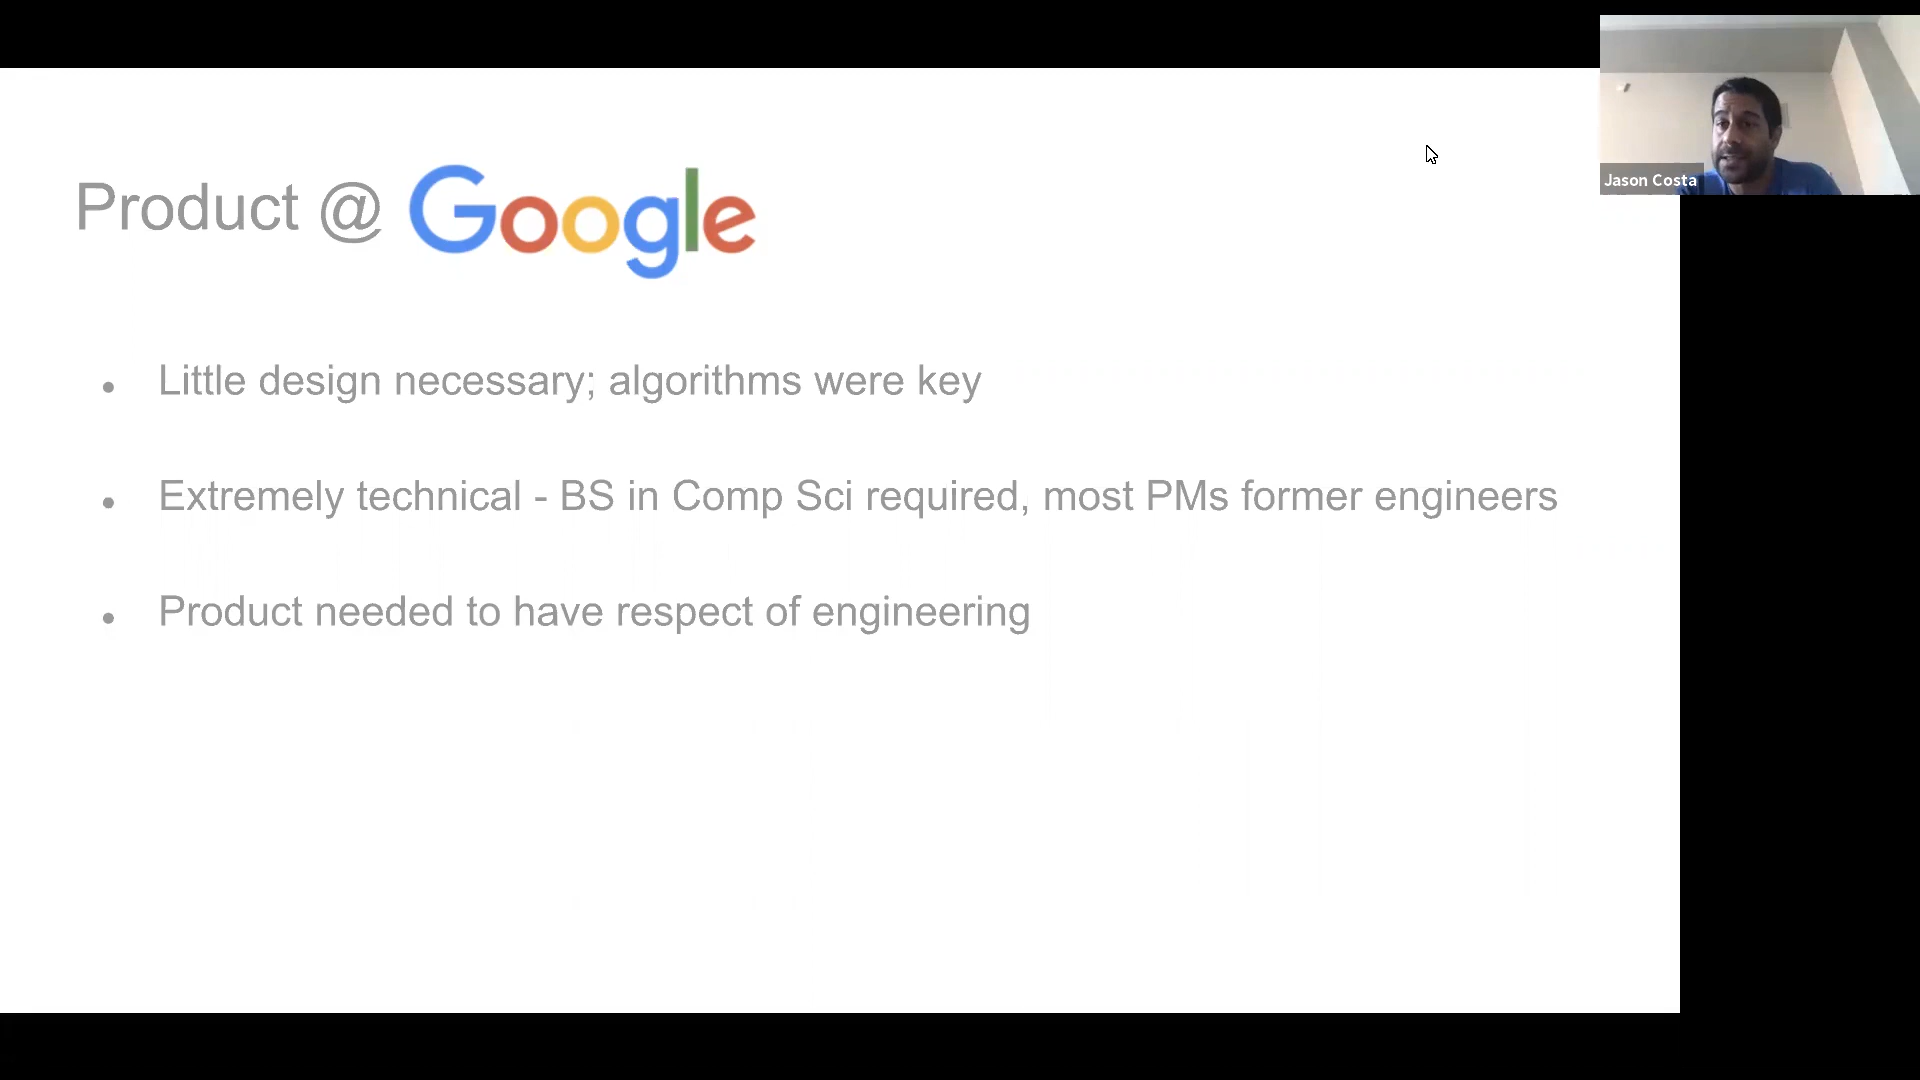 Product @ Google
Jason Costa
• Little design necessary; algorithms were key
• Extremely technical - BS in Comp Sci required, most PMs former engineers
• Product needed to have respect of engineering